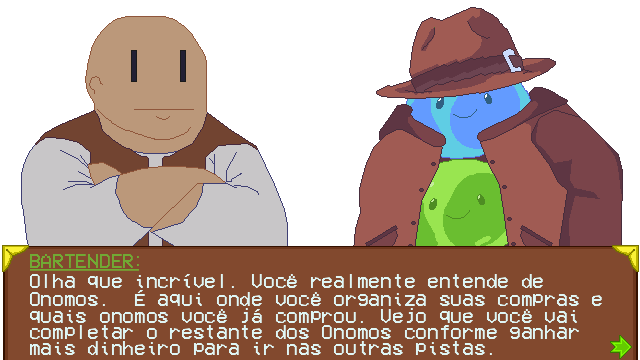 BARTENDER:
Olha que incrível. Você realmente entende de
Onomos. É aqui onde você organiza suas compras e
quais onomos você já comprou. Vejo que você vai
completar o restante dos Onomos conforme ganhar
mais dinheiro para ir nas outras pistas.